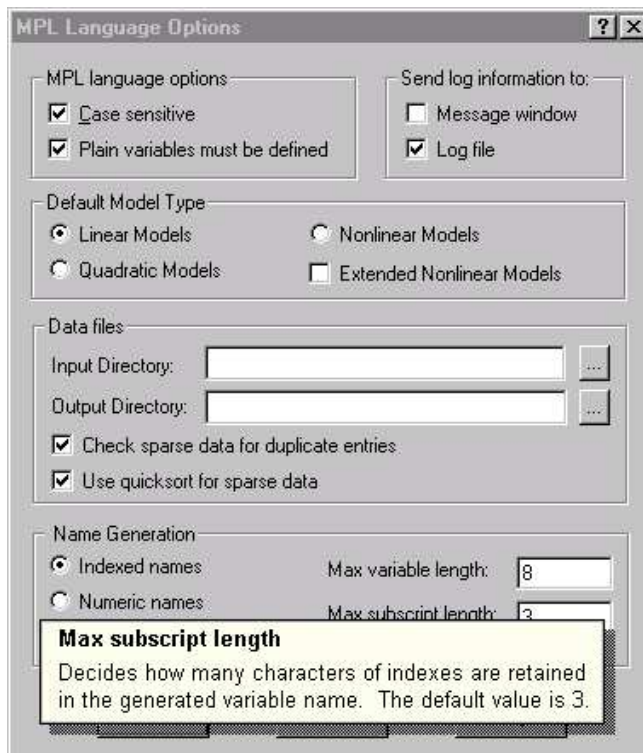 MPL Language Options
MPL language options
Case sensitive
Plain variables must be defined
Send log information to:
Message window
Log file
Default Model Type
Linear Models
Nonlinear Models
Quadratic Models
Extended Nonlinear Models
Data files
Input Directory:
...
Output Directory:
...
Check sparse data for duplicate entries
Use quicksort for sparse data
Name Generation
Indexed names
Numeric names
Max variable length: 8
Max subscript length: 3
Max subscript length
Decides how many characters of indexes are retained
in the generated variable name. The default value is 3.